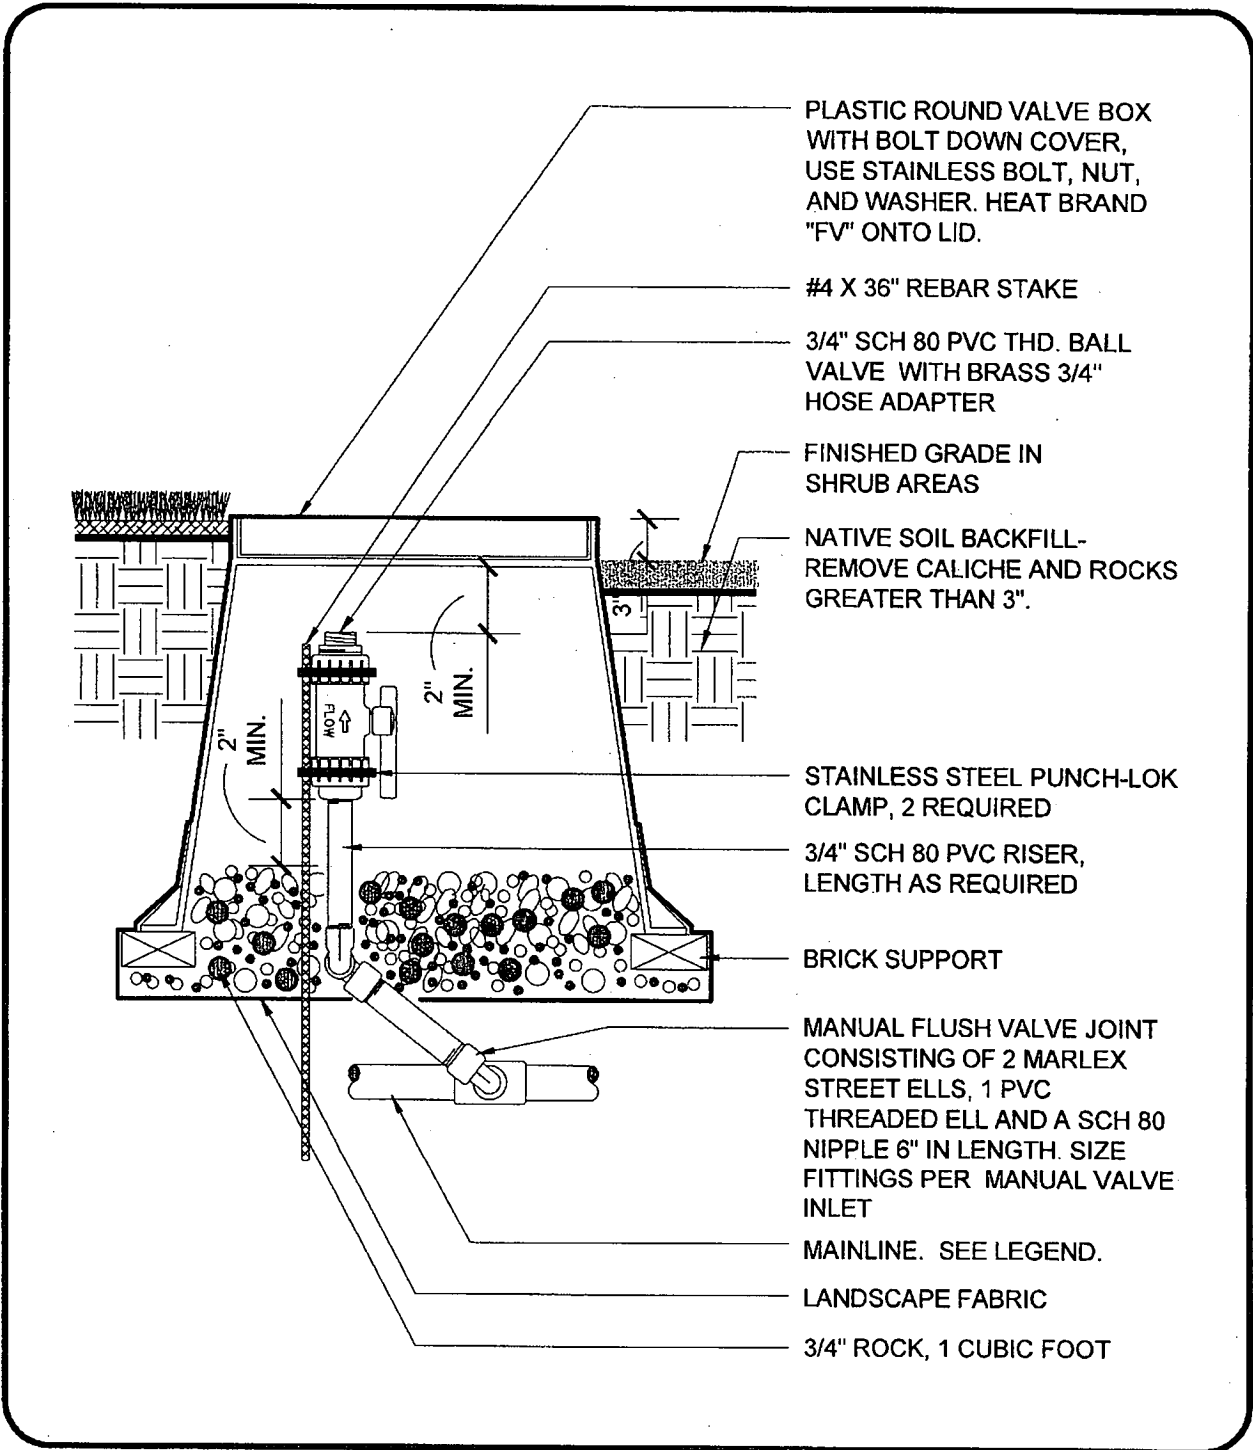 PLASTIC ROUND VALVE BOX
WITH BOLT DOWN COVER,
USE STAINLESS BOLT, NUT,
AND WASHER. HEAT BRAND
"FV" ONTO LID.
#4 X 36" REBAR STAKE
3/4" SCH 80 PVC THD. BALL
VALVE WITH BRASS 3/4"
HOSE ADAPTER
FINISHED GRADE IN
SHRUB AREAS
NATIVE SOIL BACKFILL-
REMOVE CALICHE AND ROCKS
GREATER THAN 3".
3"
2"
MIN.
FLOW
2"
MIN.
STAINLESS STEEL PUNCH-LOK
CLAMP, 2 REQUIRED
3/4" SCH 80 PVC RISER,
LENGTH AS REQUIRED
BRICK SUPPORT
MANUAL FLUSH VALVE JOINT
CONSISTING OF 2 MARLEX
STREET ELLS, 1 PVC
THREADED ELL AND A SCH 80
NIPPLE 6" IN LENGTH. SIZE
FITTINGS PER MANUAL VALVE
INLET
MAINLINE. SEE LEGEND.
LANDSCAPE FABRIC
3/4" ROCK, 1 CUBIC FOOT